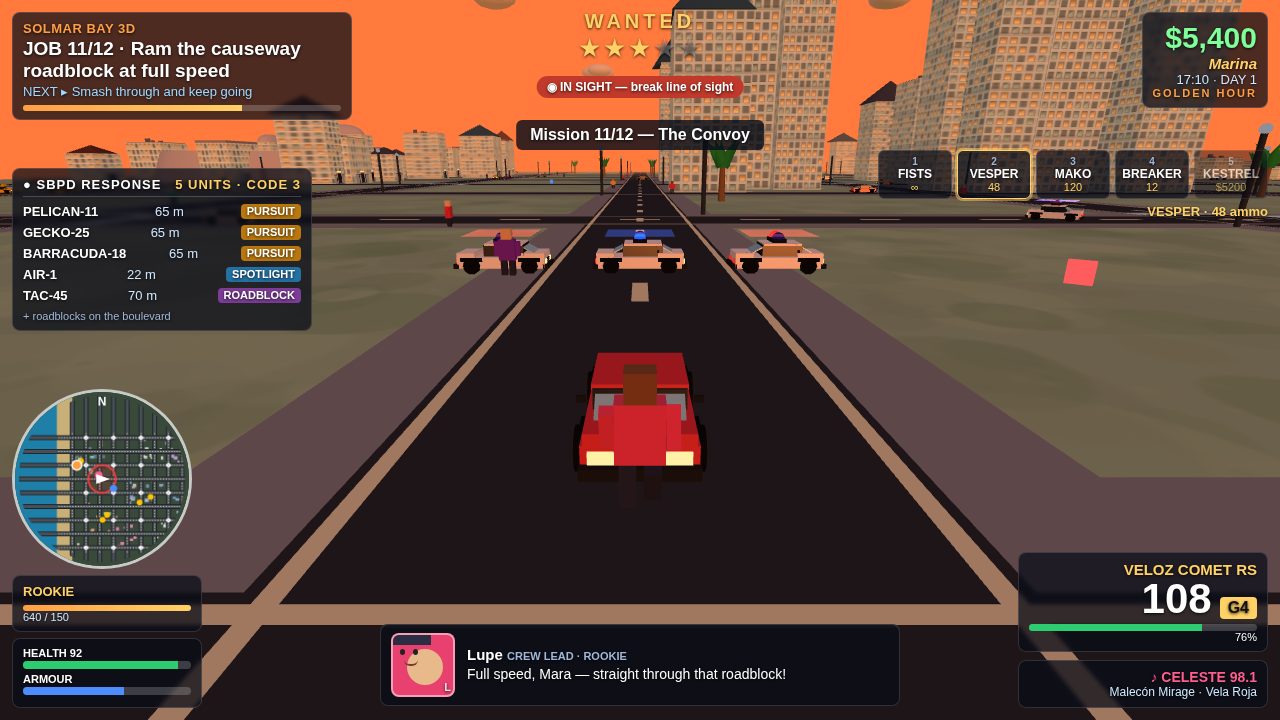 SOLMAR BAY 3D
JOB 11/12 · Ram the causeway
roadblock at full speed
NEXT ▸ Smash through and keep going
WANTED
★★★★★
◉ IN SIGHT — break line of sight
Mission 11/12 — The Convoy
$5,400
Marina
17:10 · DAY 1
GOLDEN HOUR
1 FISTS ∞
2 VESPER 48
3 MAKO 120
4 BREAKER 12
5 KESTREL $5200
VESPER · 48 ammo
● SBPD RESPONSE 5 UNITS · CODE 3
PELICAN-11 65 m PURSUIT
GECKO-25 65 m PURSUIT
BARRACUDA-18 65 m PURSUIT
AIR-1 22 m SPOTLIGHT
TAC-45 70 m ROADBLOCK
+ roadblocks on the boulevard
N
ROOKIE
640 / 150
HEALTH 92
ARMOUR
L
Lupe CREW LEAD · ROOKIE
Full speed, Mara — straight through that roadblock!
VELOZ COMET RS
108 G4
76%
♪ CELESTE 98.1
Malecón Mirage · Vela Roja